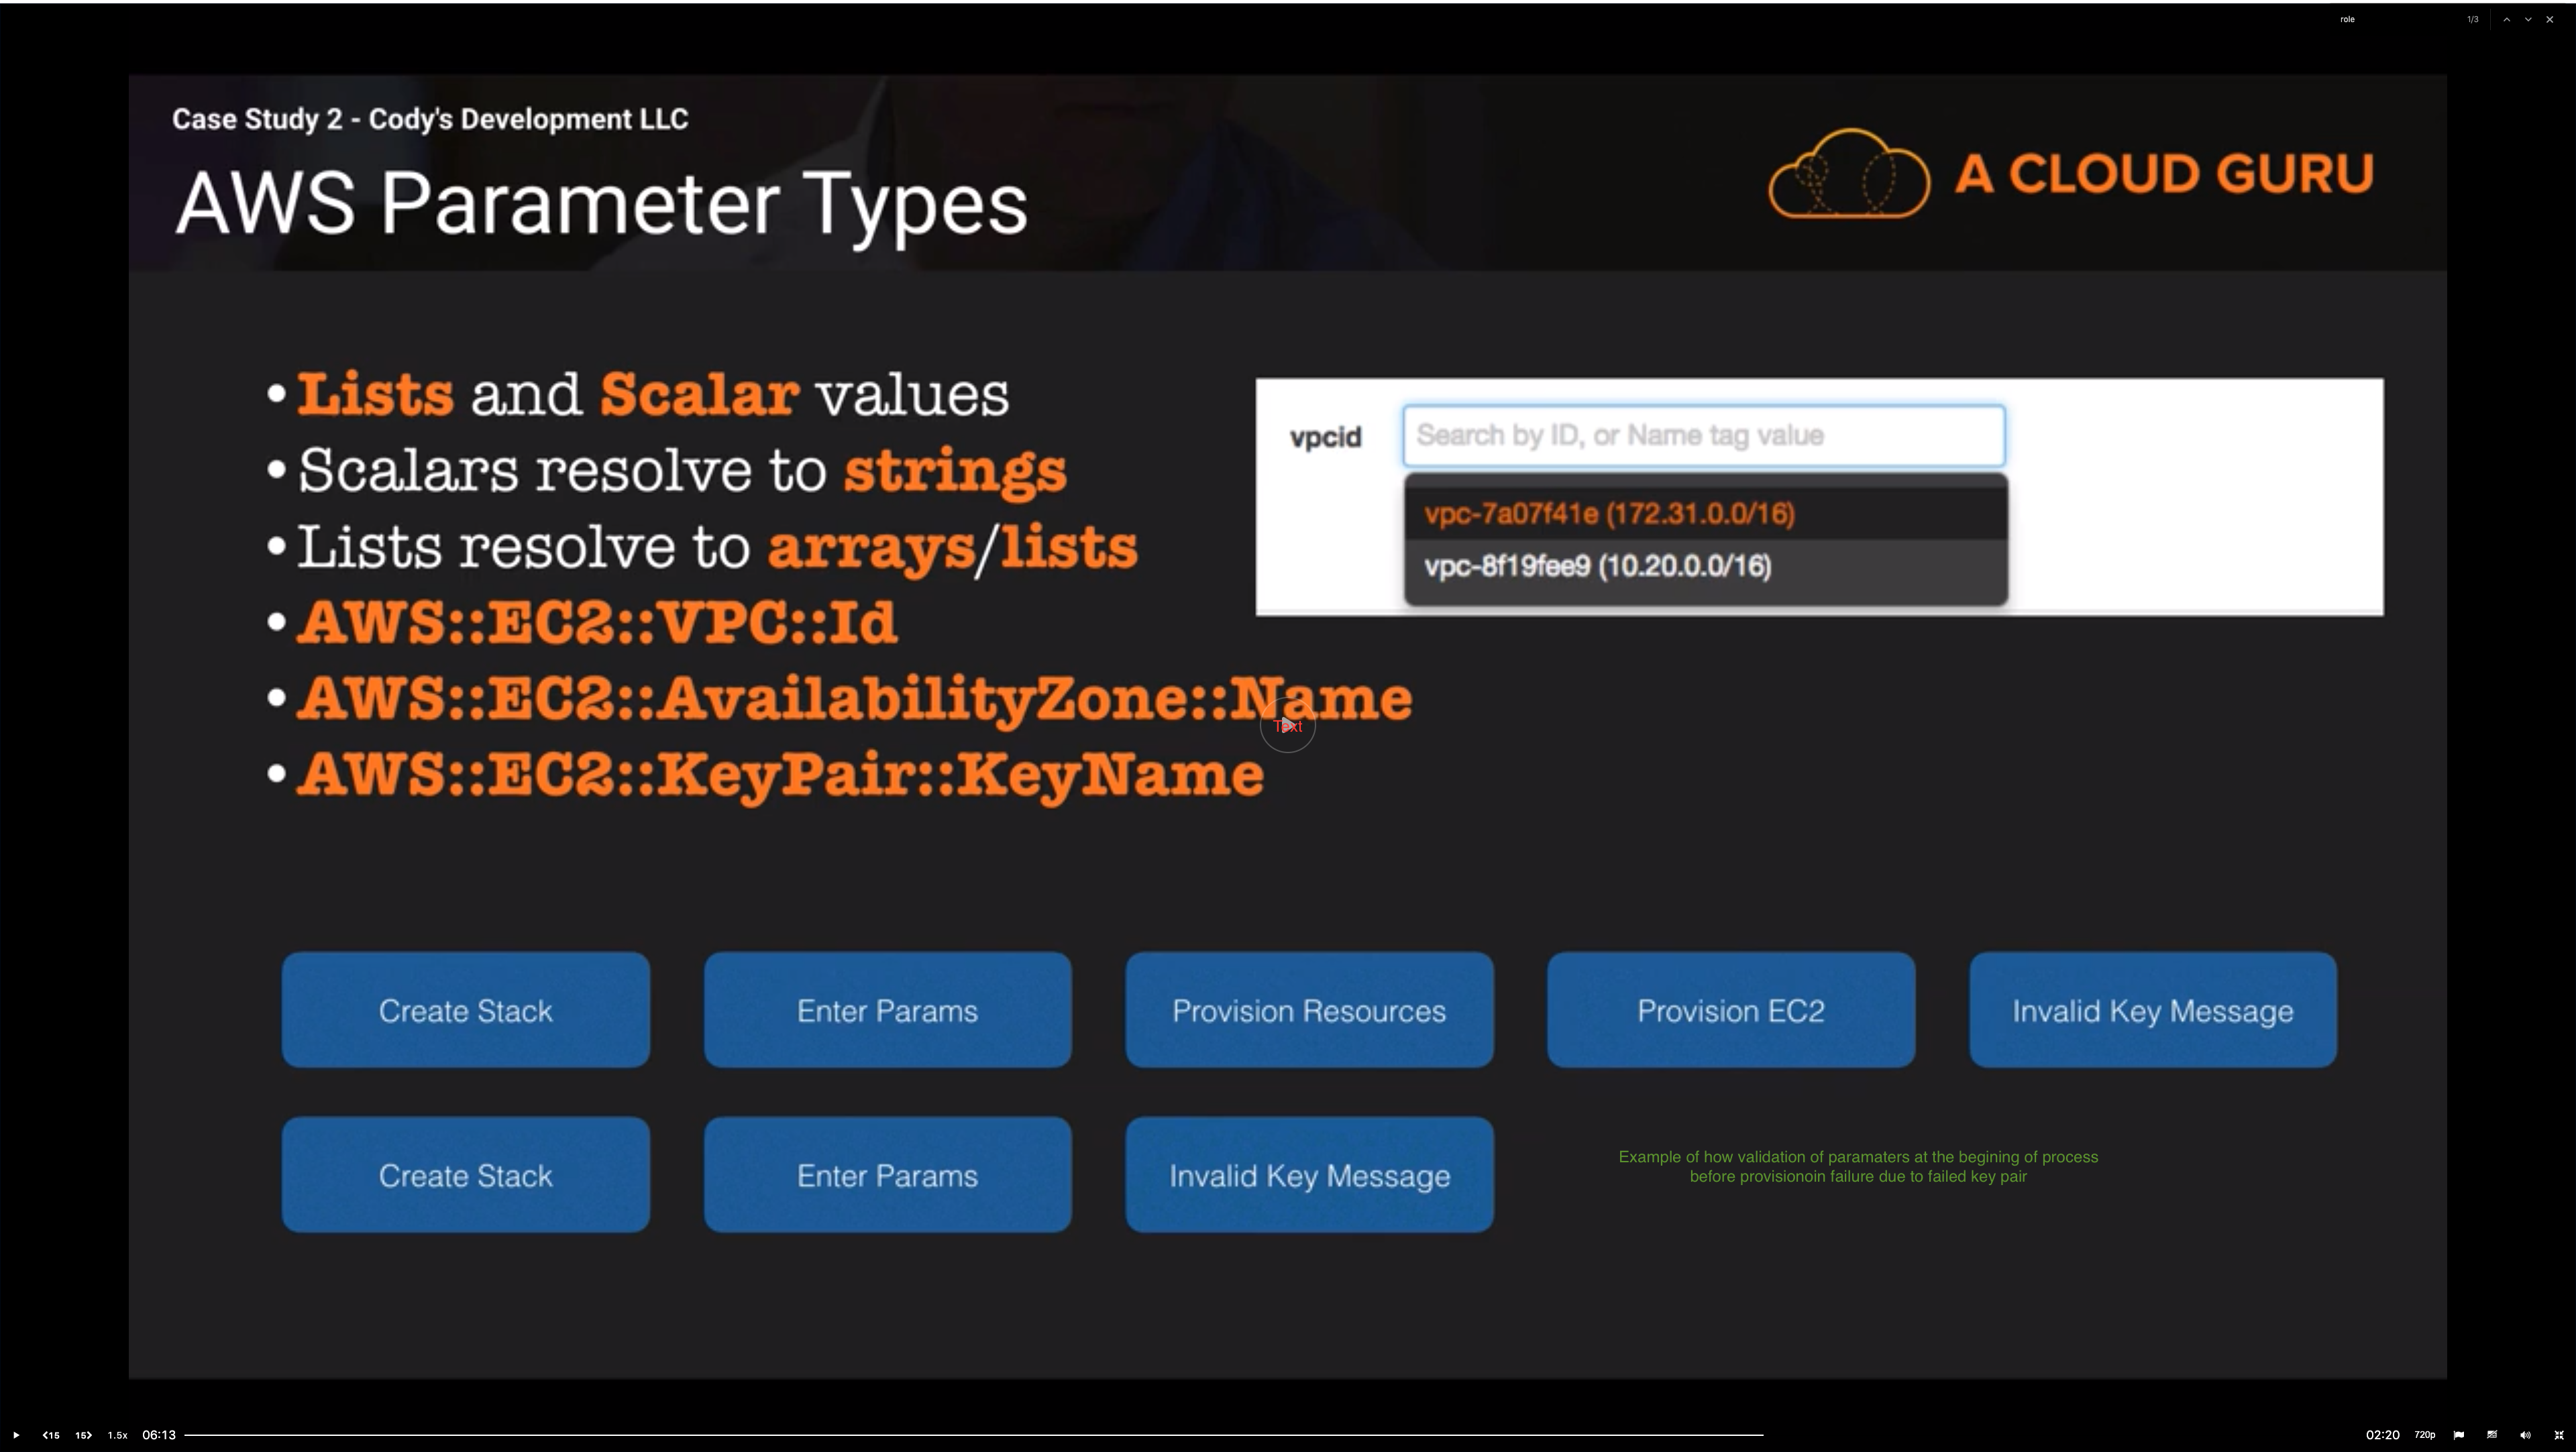 role 1/3
Case Study 2 - Cody's Development LLC
AWS Parameter Types
A CLOUD GURU
• Lists and Scalar values
• Scalars resolve to strings
• Lists resolve to arrays/lists
• AWS::EC2::VPC::Id
• AWS::EC2::AvailabilityZone::Name
• AWS::EC2::KeyPair::KeyName
vpcid Search by ID, or Name tag value
vpc-7a07f41e (172.31.0.0/16)
vpc-8f19fee9 (10.20.0.0/16)
Text
Create Stack Enter Params Provision Resources Provision EC2 Invalid Key Message
Create Stack Enter Params Invalid Key Message
Example of how validation of paramaters at the begining of process
before provisionoin failure due to failed key pair
15 15 1.5x 06:13 02:20 720p